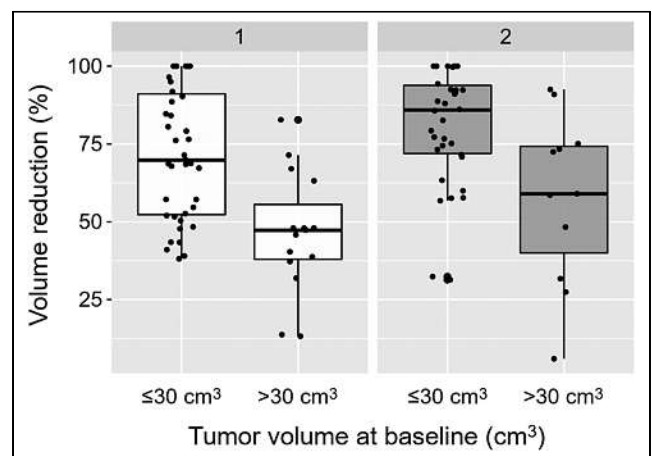 1 2
Volume reduction (%)
100
75
50
25
≤30 cm³ >30 cm³ ≤30 cm³ >30 cm³
Tumor volume at baseline (cm³)